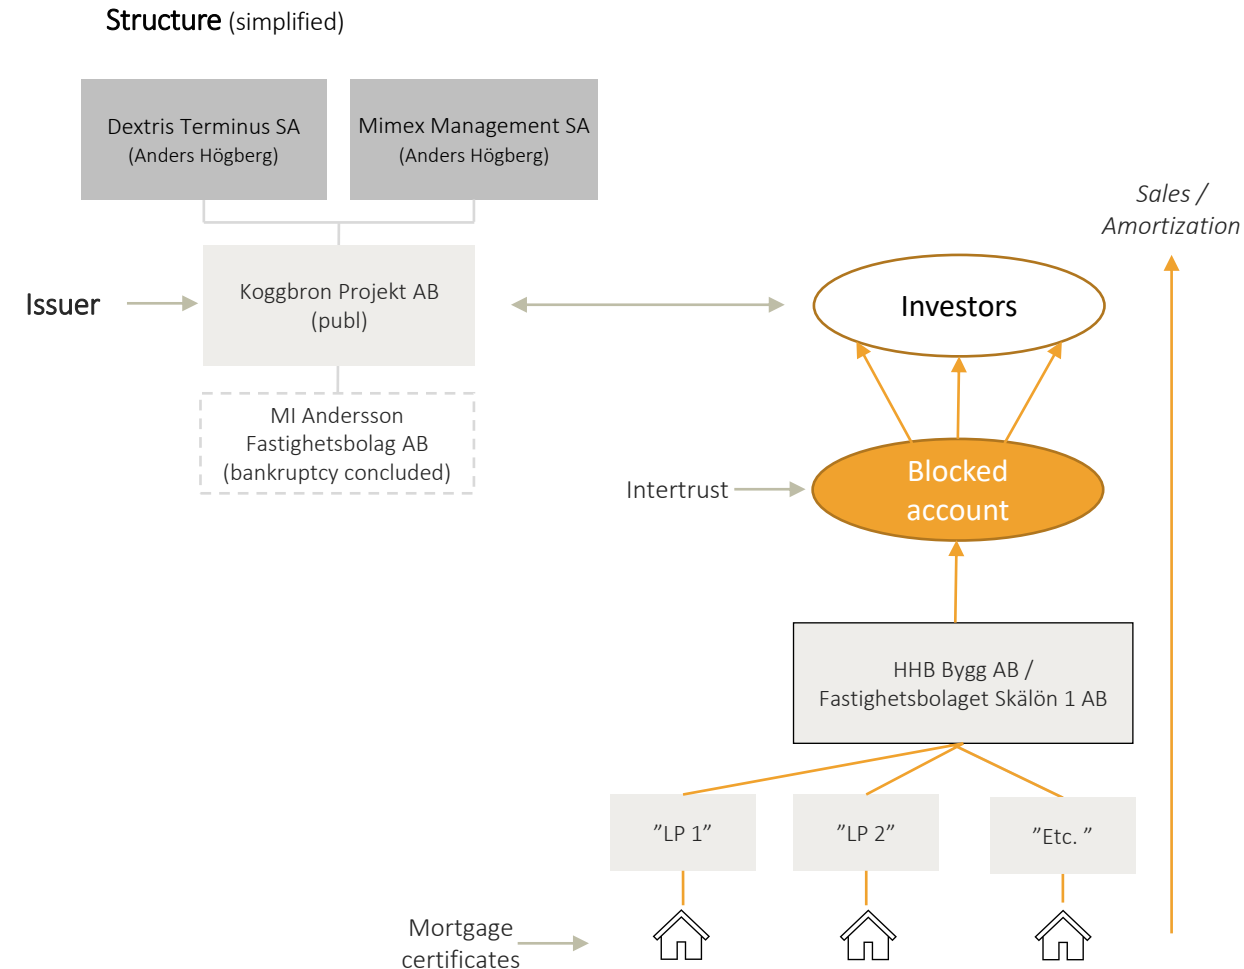 Structure (simplified)
Dextris Terminus SA
(Anders Högberg)
Mimex Management SA
(Anders Högberg)
Sales /
Amortization
Issuer
Koggbron Projekt AB
(publ)
Investors
MI Andersson
Fastighetsbolag AB
(bankruptcy concluded)
Intertrust
Blocked
account
HHB Bygg AB /
Fastighetsbolaget Skälön 1 AB
”LP 1”
”LP 2”
”Etc. ”
Mortgage
certificates